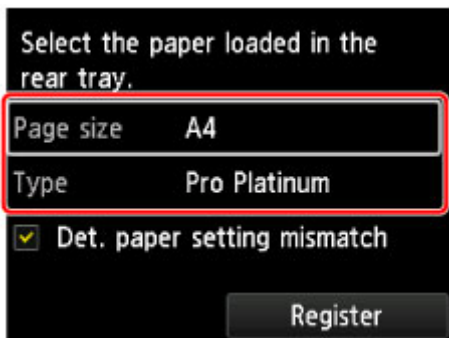 Select the paper loaded in the
rear tray.
Page size A4
Type Pro Platinum
Det. paper setting mismatch
Register